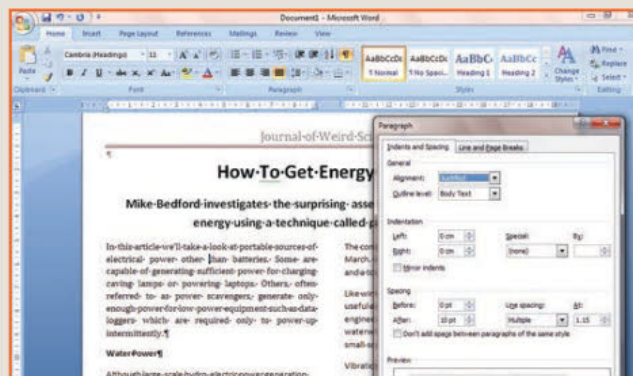 Document1 - Microsoft Word
Home Insert Page Layout References Mailings Review View
Cambria (Headings) 11
Paste
B I U abc
AaBbCcDc AaBbCcDc AaBbC AaBbCc
¶ Normal ¶ No Spaci... Heading 1 Heading 2
Change Styles
Find
Replace
Select
Clipboard Font Paragraph Styles Editing
Journal·of·Weird·Sci
¶
How·To·Get·Energy
Mike·Bedford·investigates·the·surprising·
energy·using·a·technique·called·
In·this·article·we'll·take·a·look·at·portable·sources·of·
electrical·power·other·than·batteries.·Some·are·
capable·of·generating·sufficient·power·for·charging·
caving·lamps·or·powering·laptops.·Others,·often·
referred·to·as·power·scavengers,·generate·only·
enough·power·for·low-power·equipment·such·as·data·
loggers·which·are·required·only·to·power-up·
intermittently.¶
Water·Power¶
Although·large-scale·hydro-electric·power·generation·
The
March,
and
Like
useful
engine
small-
Vibratio
Paragraph
Indents and Spacing Line and Page Breaks
General
Alignment: Justified
Outline level: Body Text
Indentation
Left: 0 cm Special: By:
Right: 0 cm (none)
Mirror indents
Spacing
Before: 0 pt Line spacing: At:
After: 10 pt Multiple 1.15
Don't add space between paragraphs of the same style
Preview